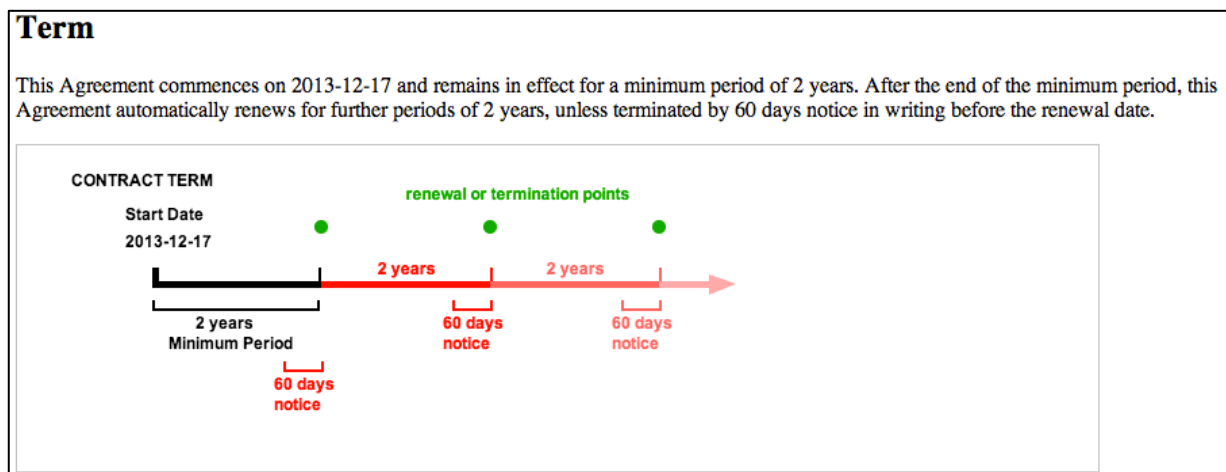 Term
This Agreement commences on 2013-12-17 and remains in effect for a minimum period of 2 years. After the end of the minimum period, this
Agreement automatically renews for further periods of 2 years, unless terminated by 60 days notice in writing before the renewal date.
CONTRACT TERM
renewal or termination points
Start Date
2013-12-17
2 years
2 years
2 years
Minimum Period
60 days
notice
60 days
notice
60 days
notice